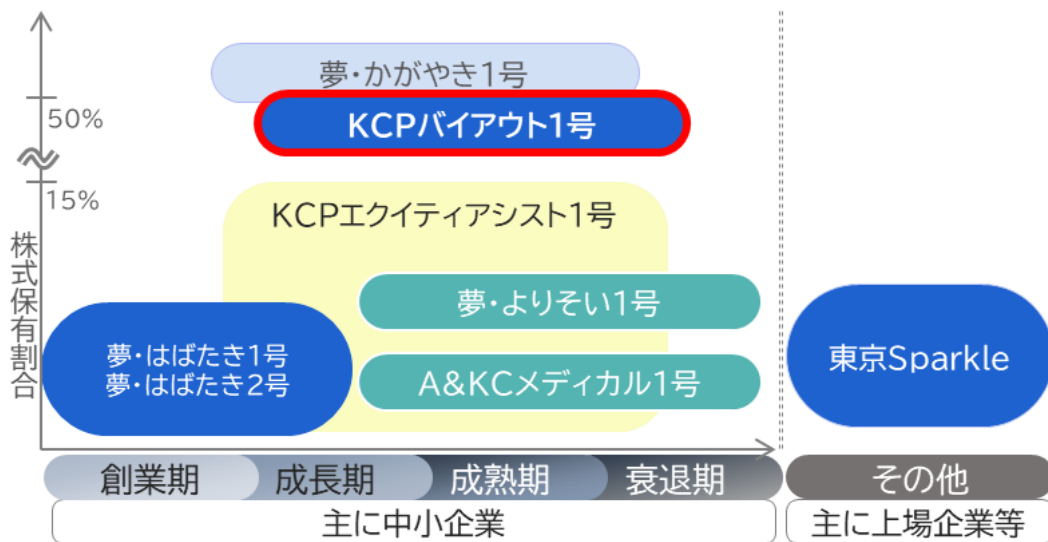 夢・かがやき1号
50%
KCPバイアウト1号
15%
KCPエクイティアシスト1号
株式保有割合
夢・よりそい1号
夢・はばたき1号
夢・はばたき2号
東京Sparkle
A&KCメディカル1号
創業期 成長期 成熟期 衰退期 その他
主に中小企業 主に上場企業等